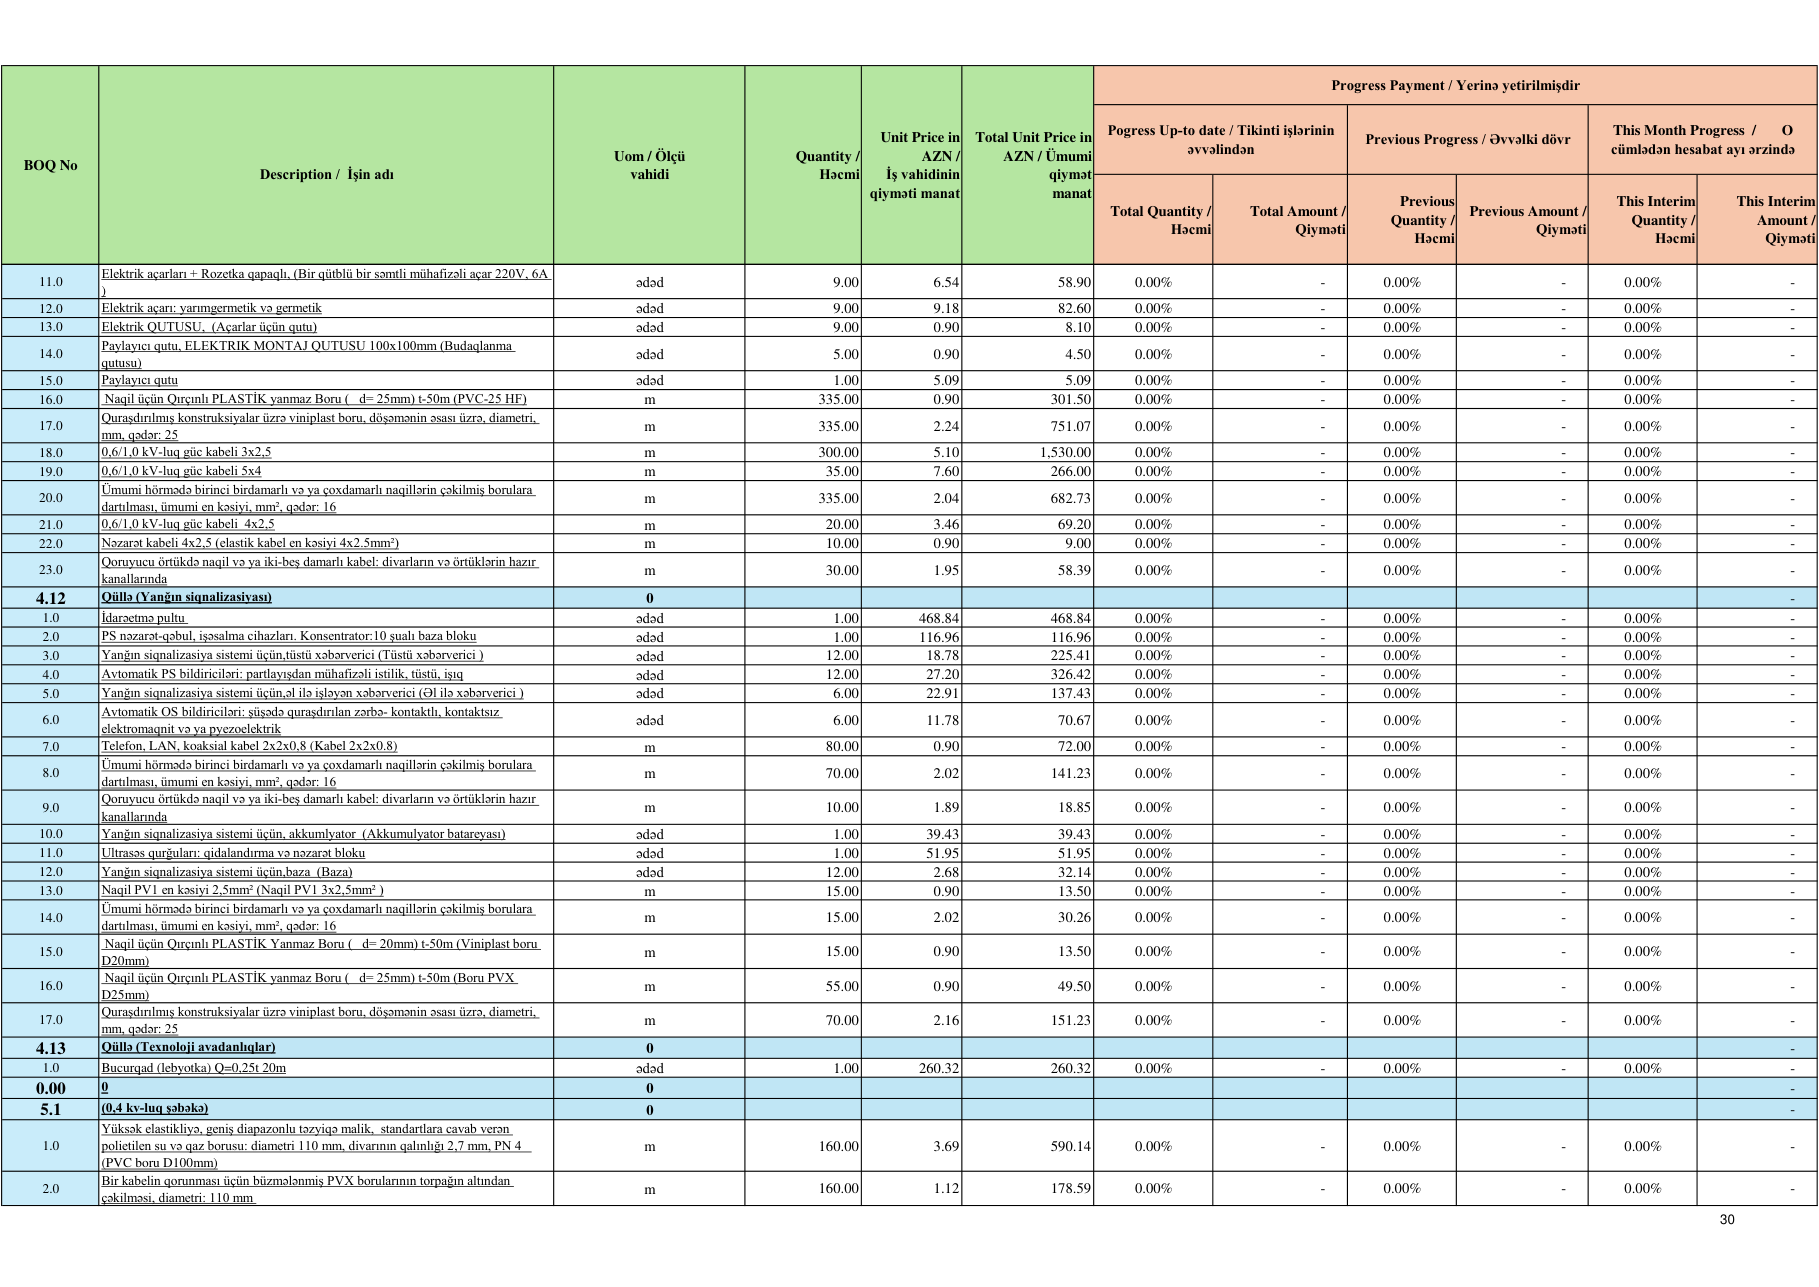 BOQ No
Description / İşin adı
Uom / Ölçü
vahidi
Quantity /
Həcmi
Unit Price in
AZN /
İş vahidinin
qiyməti manat
Total Unit Price in
AZN / Ümumi
qiymət
manat
Progress Payment / Yerinə yetirilmişdir
Pogress Up-to date / Tikinti işlərinin
əvvəlindən
Previous Progress / Əvvəlki dövr
This Month Progress / O
cümlədən hesabat ayı ərzində
Total Quantity /
Həcmi
Total Amount /
Qiyməti
Previous
Quantity /
Həcmi
Previous Amount /
Qiyməti
This Interim
Quantity /
Həcmi
This Interim
Amount /
Qiyməti
11.0 Elektrik açarları + Rozetka qapaqlı, (Bir qütblü bir səmtli mühafizəli açar 220V, 6A
) ədəd 9.00 6.54 58.90 0.00% - 0.00% - 0.00% -
12.0 Elektrik açarı: yarımgermetik və germetik ədəd 9.00 9.18 82.60 0.00% - 0.00% - 0.00% -
13.0 Elektrik QUTUSU, (Açarlar üçün qutu) ədəd 9.00 0.90 8.10 0.00% - 0.00% - 0.00% -
14.0 Paylayıcı qutu, ELEKTRIK MONTAJ QUTUSU 100x100mm (Budaqlanma
qutusu) ədəd 5.00 0.90 4.50 0.00% - 0.00% - 0.00% -
15.0 Paylayıcı qutu ədəd 1.00 5.09 5.09 0.00% - 0.00% - 0.00% -
16.0 Naqil üçün Qırçınlı PLASTİK yanmaz Boru ( d= 25mm) t-50m (PVC-25 HF) m 335.00 0.90 301.50 0.00% - 0.00% - 0.00% -
17.0 Quraşdırılmış konstruksiyalar üzrə viniplast boru, döşəmənin əsası üzrə, diametri,
mm, qədər: 25 m 335.00 2.24 751.07 0.00% - 0.00% - 0.00% -
18.0 0,6/1,0 kV-luq güc kabeli 3x2,5 m 300.00 5.10 1,530.00 0.00% - 0.00% - 0.00% -
19.0 0,6/1,0 kV-luq güc kabeli 5x4 m 35.00 7.60 266.00 0.00% - 0.00% - 0.00% -
20.0 Ümumi hörmədə birinci birdamarlı və ya çoxdamarlı naqillərin çəkilmiş borulara
dartılması, ümumi en kəsiyi, mm², qədər: 16 m 335.00 2.04 682.73 0.00% - 0.00% - 0.00% -
21.0 0,6/1,0 kV-luq güc kabeli 4x2,5 m 20.00 3.46 69.20 0.00% - 0.00% - 0.00% -
22.0 Nəzarət kabeli 4x2,5 (elastik kabel en kəsiyi 4x2.5mm²) m 10.00 0.90 9.00 0.00% - 0.00% - 0.00% -
23.0 Qoruyucu örtükdə naqil və ya iki-beş damarlı kabel: divarların və örtüklərin hazır
kanallarında m 30.00 1.95 58.39 0.00% - 0.00% - 0.00% -
4.12 Qüllə (Yanğın siqnalizasiyası) 0 -
1.0 İdarəetmə pultu ədəd 1.00 468.84 468.84 0.00% - 0.00% - 0.00% -
2.0 PS nəzarət-qəbul, işəsalma cihazları. Konsentrator:10 şualı baza bloku ədəd 1.00 116.96 116.96 0.00% - 0.00% - 0.00% -
3.0 Yanğın siqnalizasiya sistemi üçün,tüstü xəbərverici (Tüstü xəbərverici ) ədəd 12.00 18.78 225.41 0.00% - 0.00% - 0.00% -
4.0 Avtomatik PS bildiriciləri: partlayışdan mühafizəli istilik, tüstü, işıq ədəd 12.00 27.20 326.42 0.00% - 0.00% - 0.00% -
5.0 Yanğın siqnalizasiya sistemi üçün,əl ilə işləyən xəbərverici (Əl ilə xəbərverici ) ədəd 6.00 22.91 137.43 0.00% - 0.00% - 0.00% -
6.0 Avtomatik OS bildiriciləri: şüşədə quraşdırılan zərbə- kontaktlı, kontaktsız
elektromaqnit və ya pyezoelektrik ədəd 6.00 11.78 70.67 0.00% - 0.00% - 0.00% -
7.0 Telefon, LAN, koaksial kabel 2x2x0,8 (Kabel 2x2x0.8) m 80.00 0.90 72.00 0.00% - 0.00% - 0.00% -
8.0 Ümumi hörmədə birinci birdamarlı və ya çoxdamarlı naqillərin çəkilmiş borulara
dartılması, ümumi en kəsiyi, mm², qədər: 16 m 70.00 2.02 141.23 0.00% - 0.00% - 0.00% -
9.0 Qoruyucu örtükdə naqil və ya iki-beş damarlı kabel: divarların və örtüklərin hazır
kanallarında m 10.00 1.89 18.85 0.00% - 0.00% - 0.00% -
10.0 Yanğın siqnalizasiya sistemi üçün, akkumlyator (Akkumulyator batareyası) ədəd 1.00 39.43 39.43 0.00% - 0.00% - 0.00% -
11.0 Ultrasəs qurğuları: qidalandırma və nəzarət bloku ədəd 1.00 51.95 51.95 0.00% - 0.00% - 0.00% -
12.0 Yanğın siqnalizasiya sistemi üçün,baza (Baza) ədəd 12.00 2.68 32.14 0.00% - 0.00% - 0.00% -
13.0 Naqil PV1 en kəsiyi 2,5mm² (Naqil PV1 3x2,5mm² ) m 15.00 0.90 13.50 0.00% - 0.00% - 0.00% -
14.0 Ümumi hörmədə birinci birdamarlı və ya çoxdamarlı naqillərin çəkilmiş borulara
dartılması, ümumi en kəsiyi, mm², qədər: 16 m 15.00 2.02 30.26 0.00% - 0.00% - 0.00% -
15.0 Naqil üçün Qırçınlı PLASTİK Yanmaz Boru ( d= 20mm) t-50m (Viniplast boru
D20mm) m 15.00 0.90 13.50 0.00% - 0.00% - 0.00% -
16.0 Naqil üçün Qırçınlı PLASTİK yanmaz Boru ( d= 25mm) t-50m (Boru PVX
D25mm) m 55.00 0.90 49.50 0.00% - 0.00% - 0.00% -
17.0 Quraşdırılmış konstruksiyalar üzrə viniplast boru, döşəmənin əsası üzrə, diametri,
mm, qədər: 25 m 70.00 2.16 151.23 0.00% - 0.00% - 0.00% -
4.13 Qüllə (Texnoloji avadanlıqlar) 0 -
1.0 Bucurqad (lebyotka) Q=0,25t 20m ədəd 1.00 260.32 260.32 0.00% - 0.00% - 0.00% -
0.00 0 0 -
5.1 (0,4 kv-luq şəbəkə) 0 -
1.0 Yüksək elastikliyə, geniş diapazonlu təzyiqə malik, standartlara cavab verən
polietilen su və qaz borusu: diametri 110 mm, divarının qalınlığı 2,7 mm, PN 4
(PVC boru D100mm) m 160.00 3.69 590.14 0.00% - 0.00% - 0.00% -
2.0 Bir kabelin qorunması üçün büzmələnmiş PVX borularının torpağın altından
çəkilməsi, diametri: 110 mm m 160.00 1.12 178.59 0.00% - 0.00% - 0.00% -
30